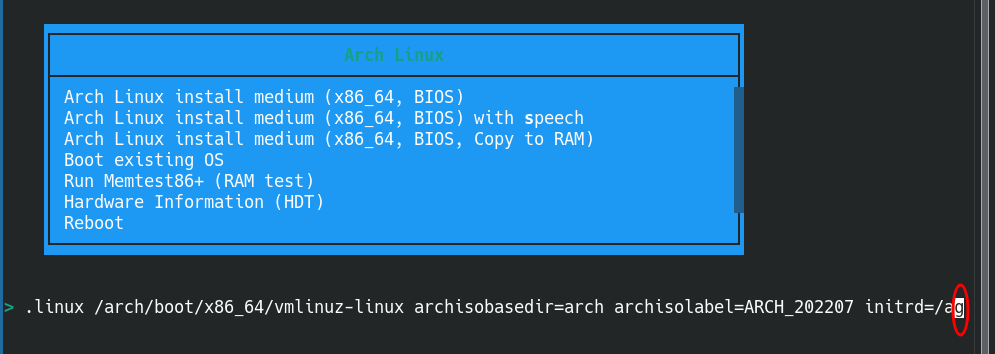 Arch Linux
Arch Linux install medium (x86_64, BIOS)
Arch Linux install medium (x86_64, BIOS) with speech
Arch Linux install medium (x86_64, BIOS, Copy to RAM)
Boot existing OS
Run Memtest86+ (RAM test)
Hardware Information (HDT)
Reboot
> .linux /arch/boot/x86_64/vmlinuz-linux archisobasedir=arch archisolabel=ARCH_202207 initrd=/ag